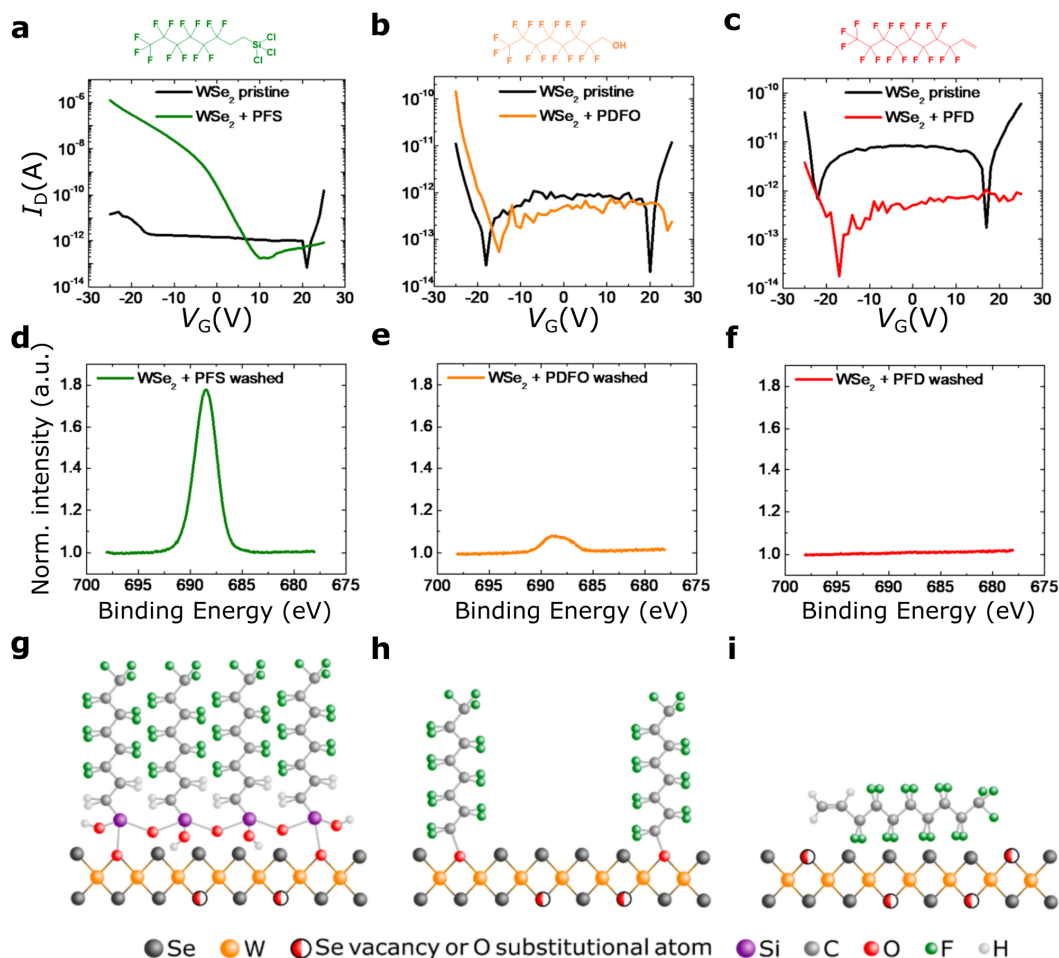 a
b
c
F F F F F F
F
F
F F F F F F F
Si
Cl
Cl
Cl
F F F F F F
OH
F F F F F F
WSe₂ pristine
WSe₂ + PFS
WSe₂ pristine
WSe₂ + PDFO
WSe₂ pristine
WSe₂ + PFD
I_D(A)
10⁻⁶
10⁻⁸
10⁻¹⁰
10⁻¹²
10⁻¹⁴
10⁻¹⁰
10⁻¹¹
10⁻¹²
10⁻¹³
10⁻¹⁴
10⁻¹⁰
10⁻¹¹
10⁻¹²
10⁻¹³
10⁻¹⁴
-30 -20 -10 0 10 20 30
-30 -20 -10 0 10 20 30
-30 -20 -10 0 10 20 30
V_G(V)
V_G(V)
V_G(V)
d
e
f
WSe₂ + PFS washed
WSe₂ + PDFO washed
WSe₂ + PFD washed
Norm. intensity (a.u.)
1.8
1.6
1.4
1.2
1.0
1.8
1.6
1.4
1.2
1.0
1.8
1.6
1.4
1.2
1.0
700 695 690 685 680 675
700 695 690 685 680 675
700 695 690 685 680 675
Binding Energy (eV)
Binding Energy (eV)
Binding Energy (eV)
g
h
i
Se W Se vacancy or O substitutional atom Si C O F H